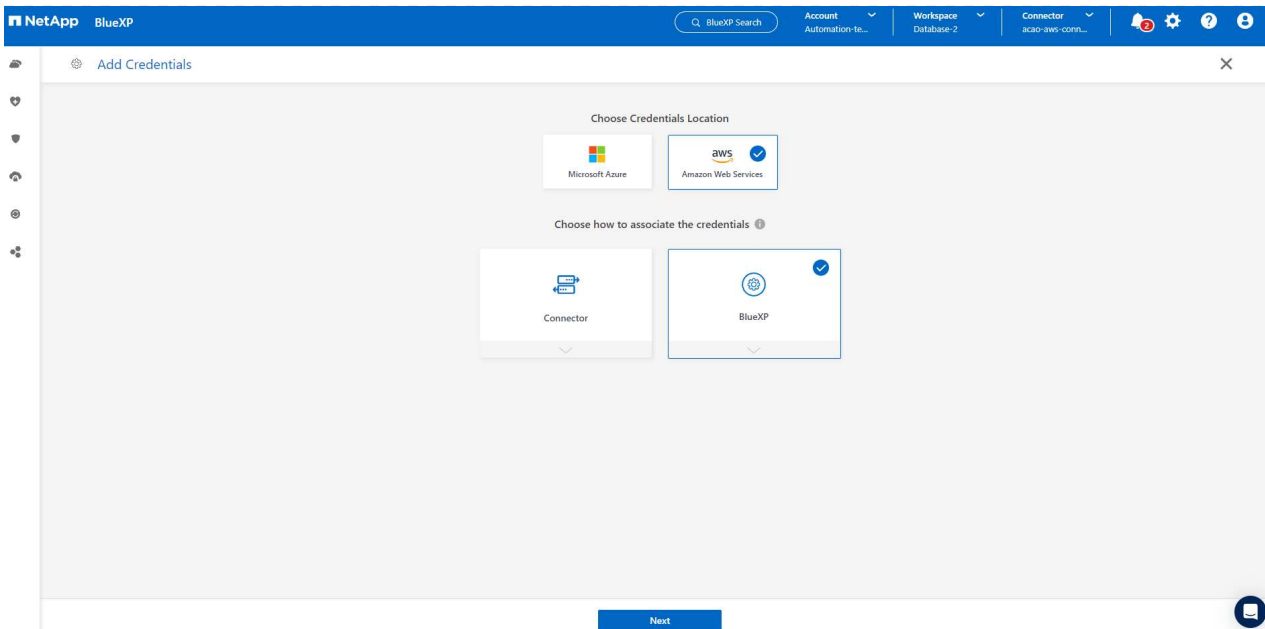 NetApp BlueXP
BlueXP Search
Account
Automation-te...
Workspace
Database-2
Connector
acao-aws-conn...
2
Add Credentials
Choose Credentials Location
Microsoft Azure
aws
Amazon Web Services
Choose how to associate the credentials
Connector
BlueXP
Next